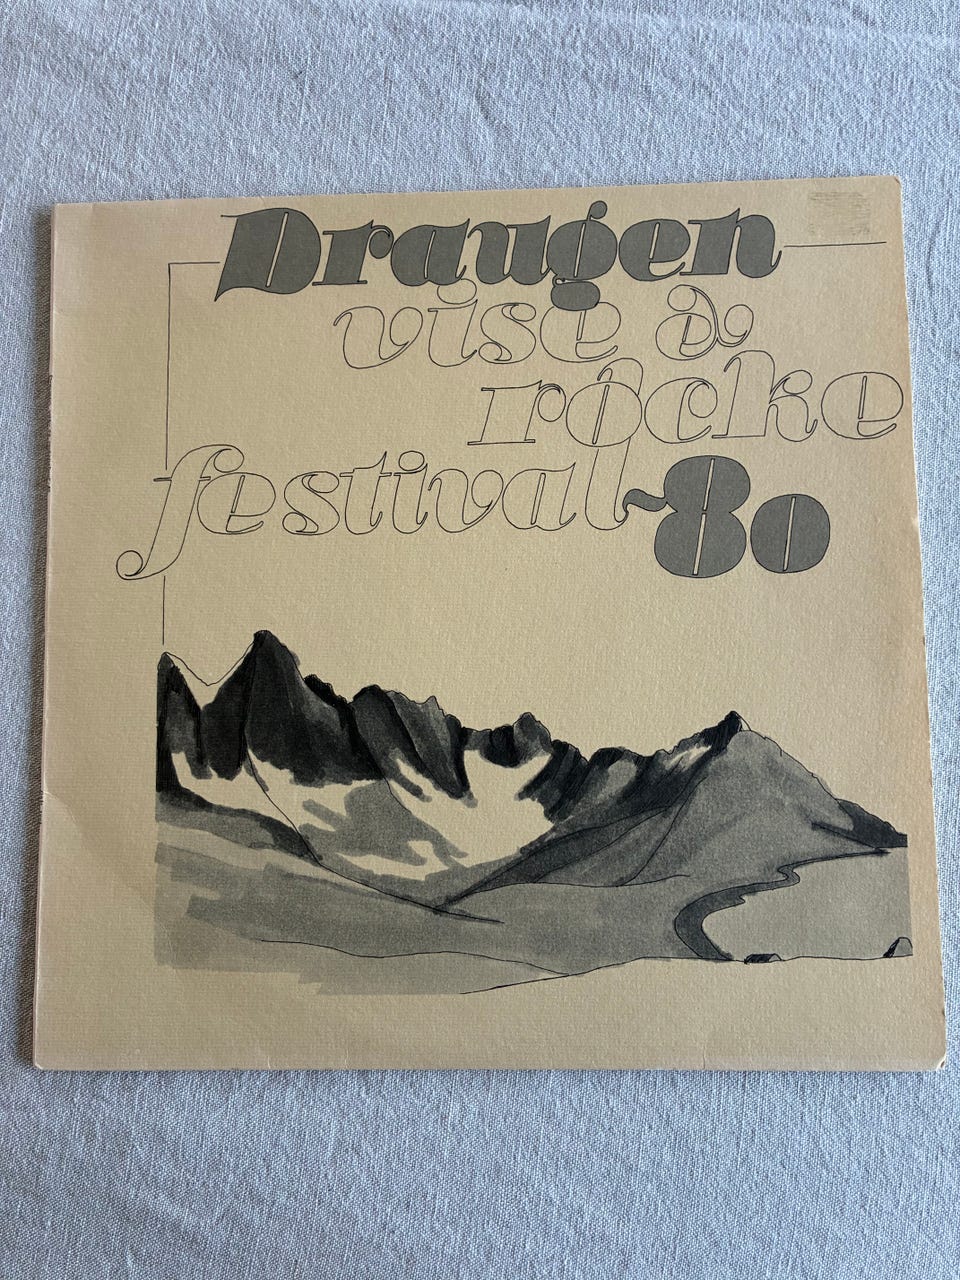 Draugen
vise &
rocke
festival
~80